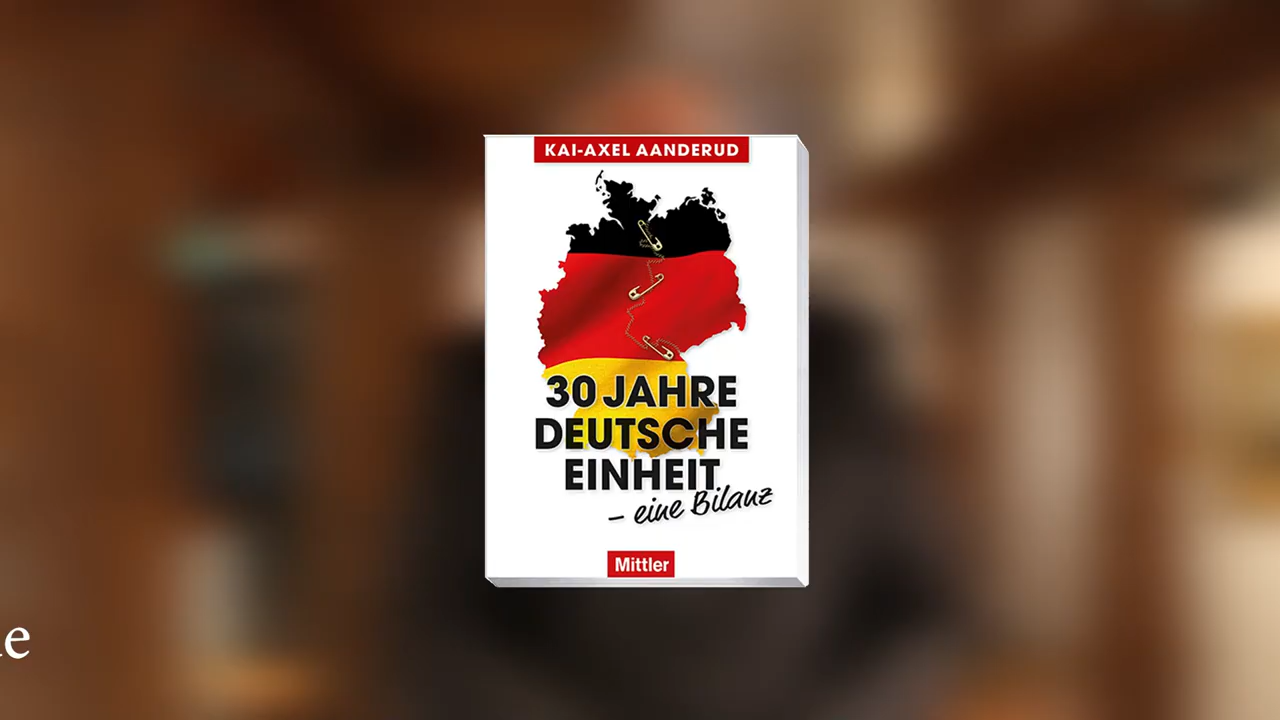 KAI-AXEL AANDERUD
30 JAHRE
DEUTSCHE
EINHEIT
– eine Bilanz
Mittler